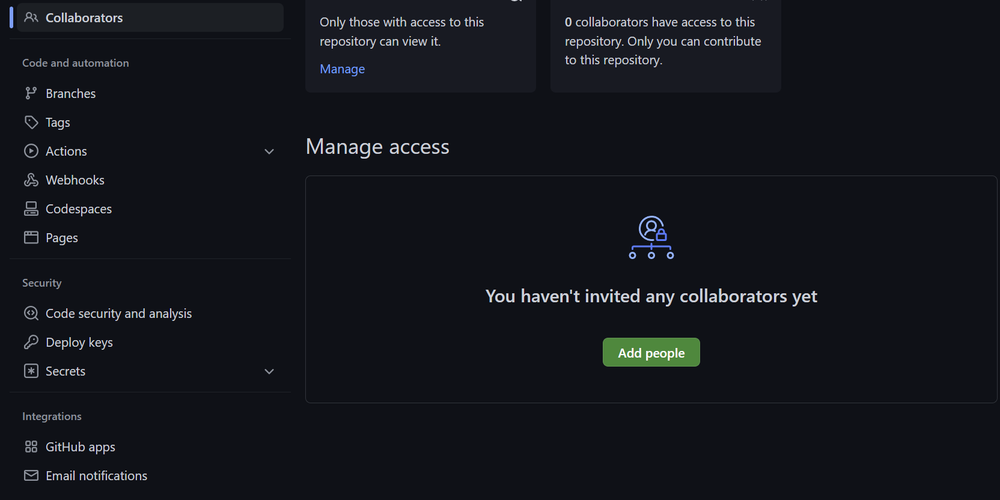 Collaborators
Code and automation
Branches
Tags
Actions
Webhooks
Codespaces
Pages
Security
Code security and analysis
Deploy keys
Secrets
Integrations
GitHub apps
Email notifications
Only those with access to this
repository can view it.
Manage
0 collaborators have access to this
repository. Only you can contribute
to this repository.
Manage access
You haven't invited any collaborators yet
Add people